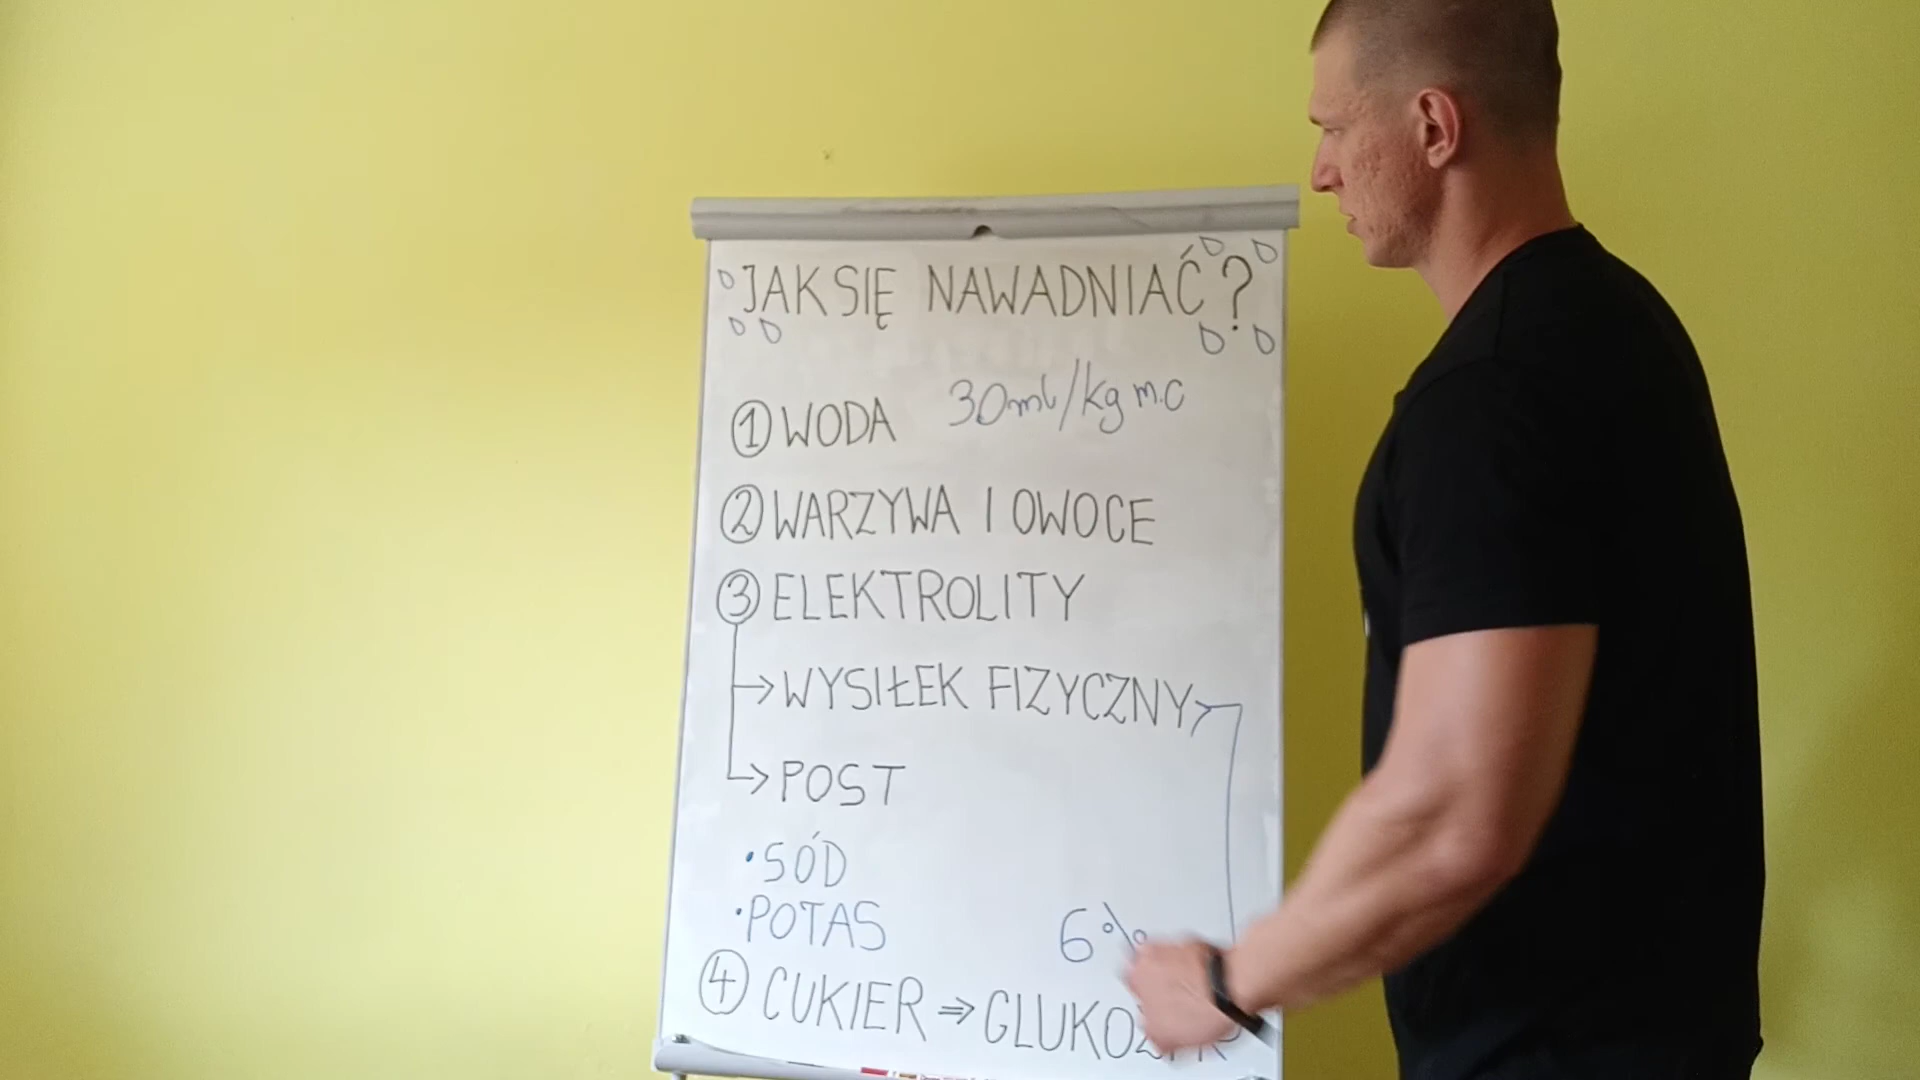 JAK SIĘ NAWADNIAĆ?
① WODA 30ml/kg m.c
② WARZYWA I OWOCE
③ ELEKTROLITY
→ WYSIŁEK FIZYCZNY
→ POST
• SÓD
• POTAS
6%
④ CUKIER ⇒